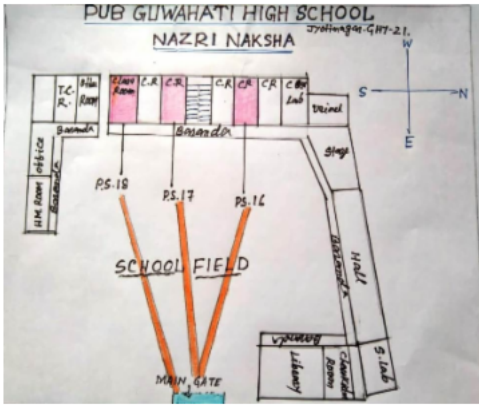 PUB GUWAHATI HIGH SCHOOL
Jyotinagar-GHY-21.
NAZRI NAKSHA
W
S
N
E
T.C.R.
Class Room
C.R
C.R
C.R
C.R
C.R
Lab
Urinal
Baranda
Baranda
Stage
H.M. ROOM
Office
Baranda
P.S.18
P.S.17
P.S.16
SCHOOL FIELD
Hall
Baranda
Baranda
Library
Room
S.Lab
MAIN GATE